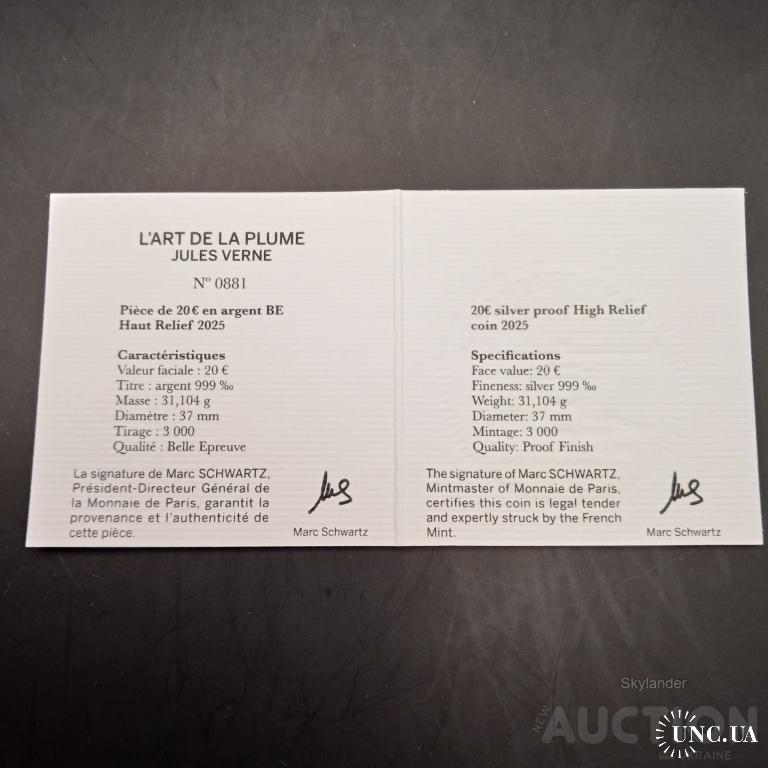 L'ART DE LA PLUME
JULES VERNE
Nº 0881
Pièce de 20 € en argent BE
Haut Relief 2025
Caractéristiques
Valeur faciale : 20 €
Titre : argent 999 ‰
Masse : 31,104 g
Diamètre : 37 mm
Tirage : 3 000
Qualité : Belle Epreuve
La signature de Marc SCHWARTZ,
Président-Directeur Général de
la Monnaie de Paris, garantit la
provenance et l'authenticité de
cette pièce.
Marc Schwartz
20€ silver proof High Relief
coin 2025
Specifications
Face value: 20 €
Fineness: silver 999 ‰
Weight: 31,104 g
Diameter: 37 mm
Mintage: 3 000
Quality: Proof Finish
The signature of Marc SCHWARTZ,
Mintmaster of Monnaie de Paris,
certifies this coin is legal tender
and expertly struck by the French
Mint.
Marc Schwartz
Skylander
NEW
AUCTION
UNC.UA
UKRAINE